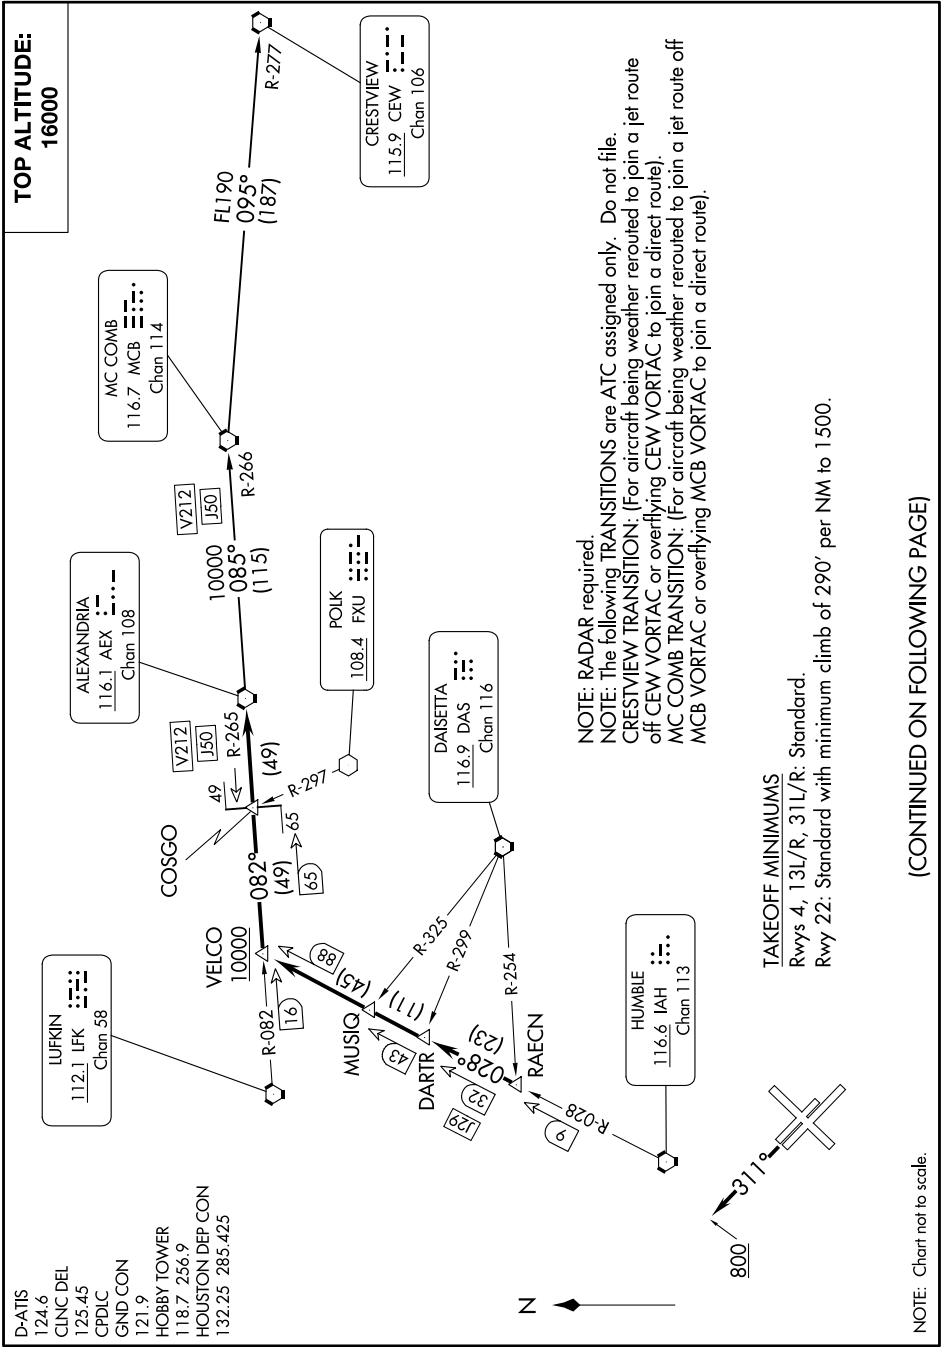 D-ATIS
124.6
CLNC DEL
125.45
CPDLC
GND CON
121.9
HOBBY TOWER
118.7 256.9
HOUSTON DEP CON
132.25 285.425
TOP ALTITUDE:
16000
LUFKIN
112.1 LFK
Chan 58
ALEXANDRIA
116.1 AEX
Chan 108
MC COMB
116.7 MCB
Chan 114
CRESTVIEW
115.9 CEW
Chan 106
R-082
16
VELCO
10000
COSGO
082°
(49)
65
65
49
R-265
V212
J50
(49)
R-297
POLK
108.4 FXU
10000
085°
(115)
V212
J50
R-266
FL190
095°
(187)
R-277
88
(45)
MUSIQ
43
(11)
DARTR
32
J29
028°
(23)
RAECN
9
R-028
R-325
R-299
R-254
DAISETTA
116.9 DAS
Chan 116
HUMBLE
116.6 IAH
Chan 113
N
800
311°
NOTE: RADAR required.
NOTE: The following TRANSITIONS are ATC assigned only. Do not file.
CRESTVIEW TRANSITION: (For aircraft being weather rerouted to join a jet route
off CEW VORTAC or overflying CEW VORTAC to join a direct route).
MC COMB TRANSITION: (For aircraft being weather rerouted to join a jet route off
MCB VORTAC or overflying MCB VORTAC to join a direct route).
TAKEOFF MINIMUMS
Rwys 4, 13L/R, 31L/R: Standard.
Rwy 22: Standard with minimum climb of 290' per NM to 1500.
NOTE: Chart not to scale.
(CONTINUED ON FOLLOWING PAGE)